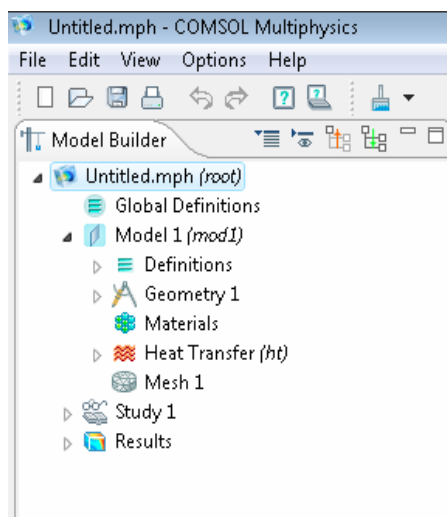 Untitled.mph - COMSOL Multiphysics
File Edit View Options Help
Model Builder
Untitled.mph (root)
Global Definitions
Model 1 (mod1)
Definitions
Geometry 1
Materials
Heat Transfer (ht)
Mesh 1
Study 1
Results